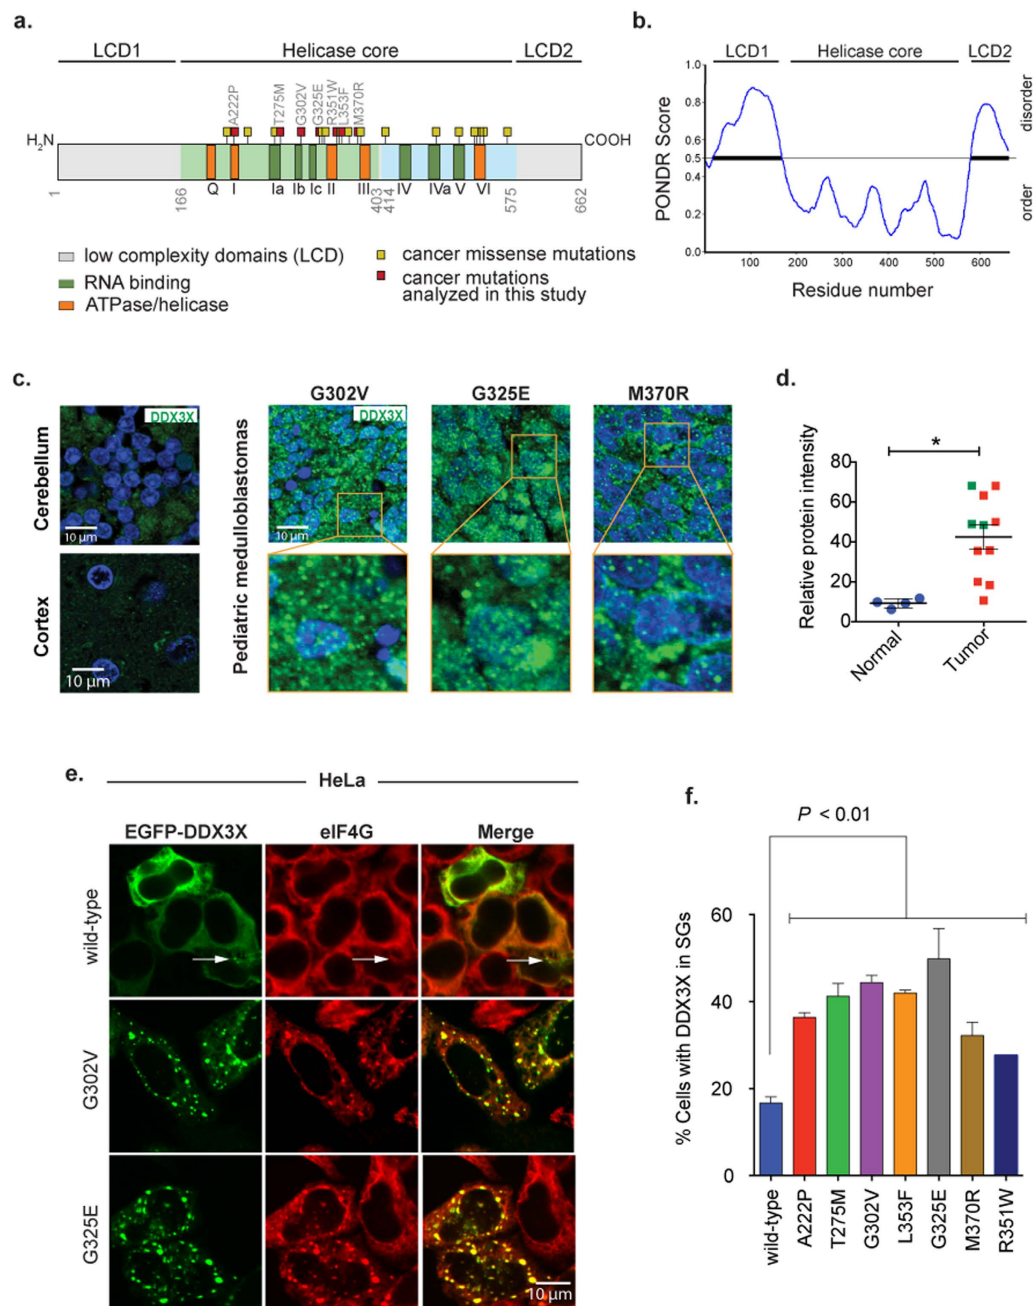 a.
LCD1 Helicase core LCD2
A222P T275M G302V G325E R351W L353F M370R
H2N COOH
Q I Ia Ib Ic II III IV IVa V VI
1 166 403 414 575 662
low complexity domains (LCD)
RNA binding
ATPase/helicase
cancer missense mutations
cancer mutations
analyzed in this study
b.
LCD1 Helicase core LCD2
1.0
0.8
0.6
0.5
0.4
0.2
0.0
PONDR Score
disorder
order
100 200 300 400 500 600
Residue number
c.
G302V G325E M370R
DDX3X
DDX3X
Cerebellum
10 µm
10 µm
Cortex
10 µm
Pediatric medulloblastomas
d.
*
Relative protein intensity
80
60
40
20
0
Normal Tumor
e.
HeLa
EGFP-DDX3X eIF4G Merge
wild-type
G302V
G325E
10 µm
f.
P < 0.01
% Cells with DDX3X in SGs
60
40
20
0
wild-type A222P T275M G302V L353F G325E M370R R351W